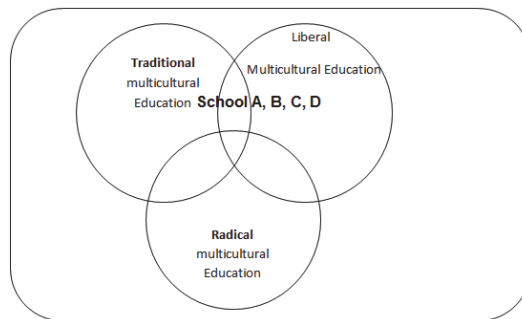 Liberal
Traditional
multicultural
Education
Multicultural Education
School A, B, C, D
Radical
multicultural
Education